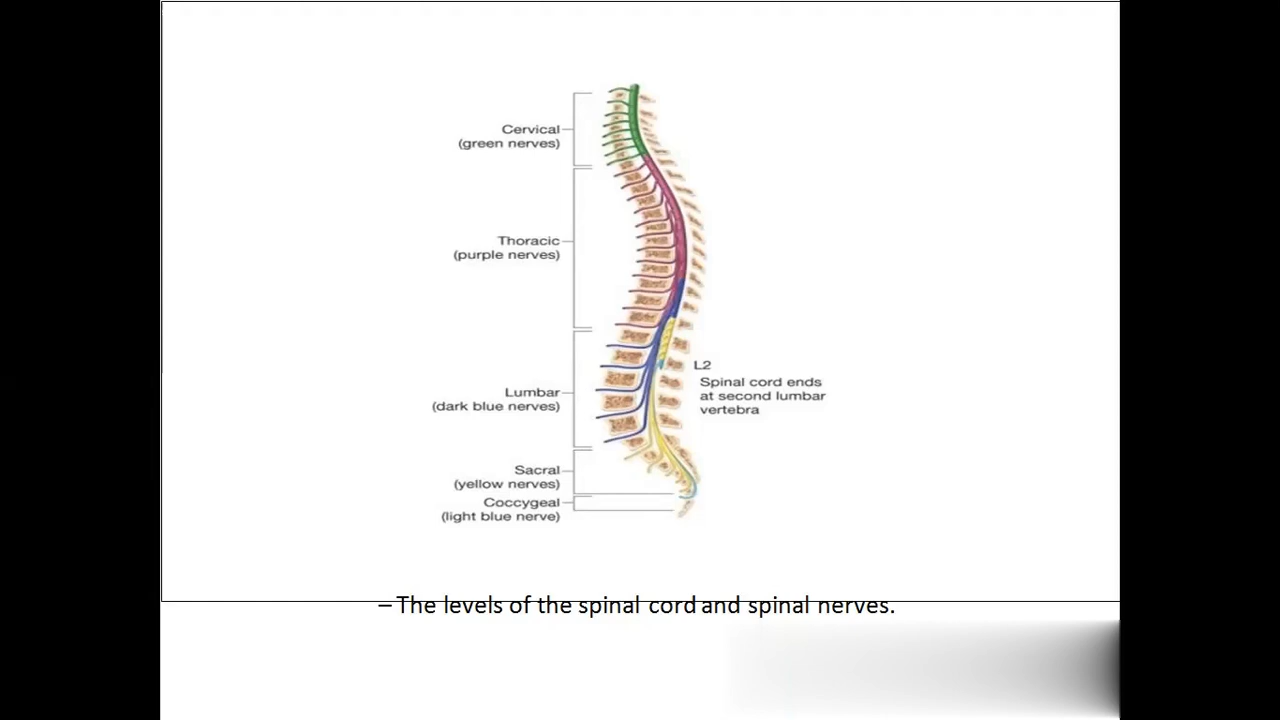 Cervical
(green nerves)
Thoracic
(purple nerves)
L2
Spinal cord ends
at second lumbar
vertebra
Lumbar
(dark blue nerves)
Sacral
(yellow nerves)
Coccygeal
(light blue nerve)
– The levels of the spinal cord and spinal nerves.